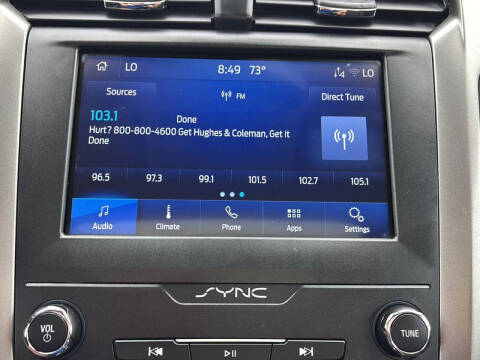 LO 8:49 73° LO
Sources FM Direct Tune
103.1 Done
Hurt? 800-800-4600 Get Hughes & Coleman, Get it
Done
96.5 97.3 99.1 101.5 102.7 105.1
Audio Climate Phone Apps Settings
SYNC
VOL TUNE